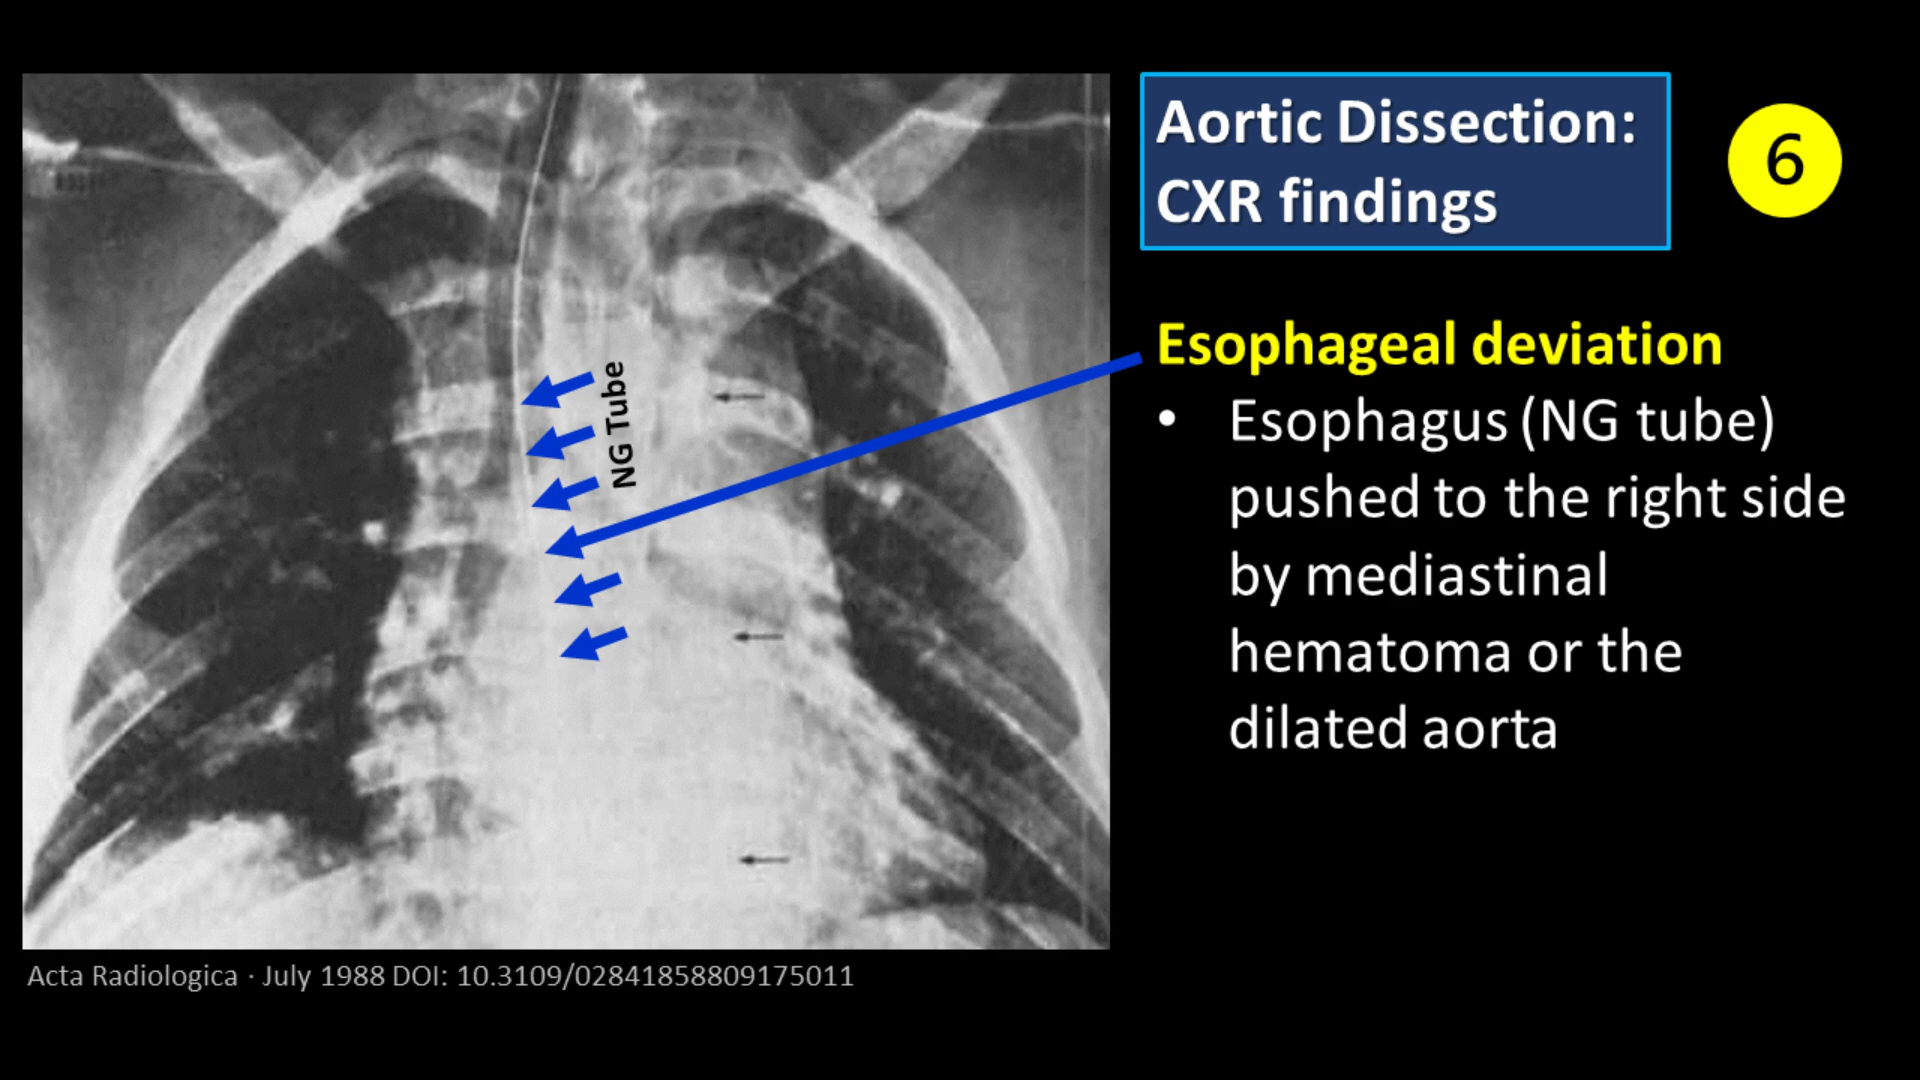 Aortic Dissection:
CXR findings
6
Esophageal deviation
• Esophagus (NG tube)
pushed to the right side
by mediastinal
hematoma or the
dilated aorta
NG Tube
Acta Radiologica · July 1988 DOI: 10.3109/02841858809175011